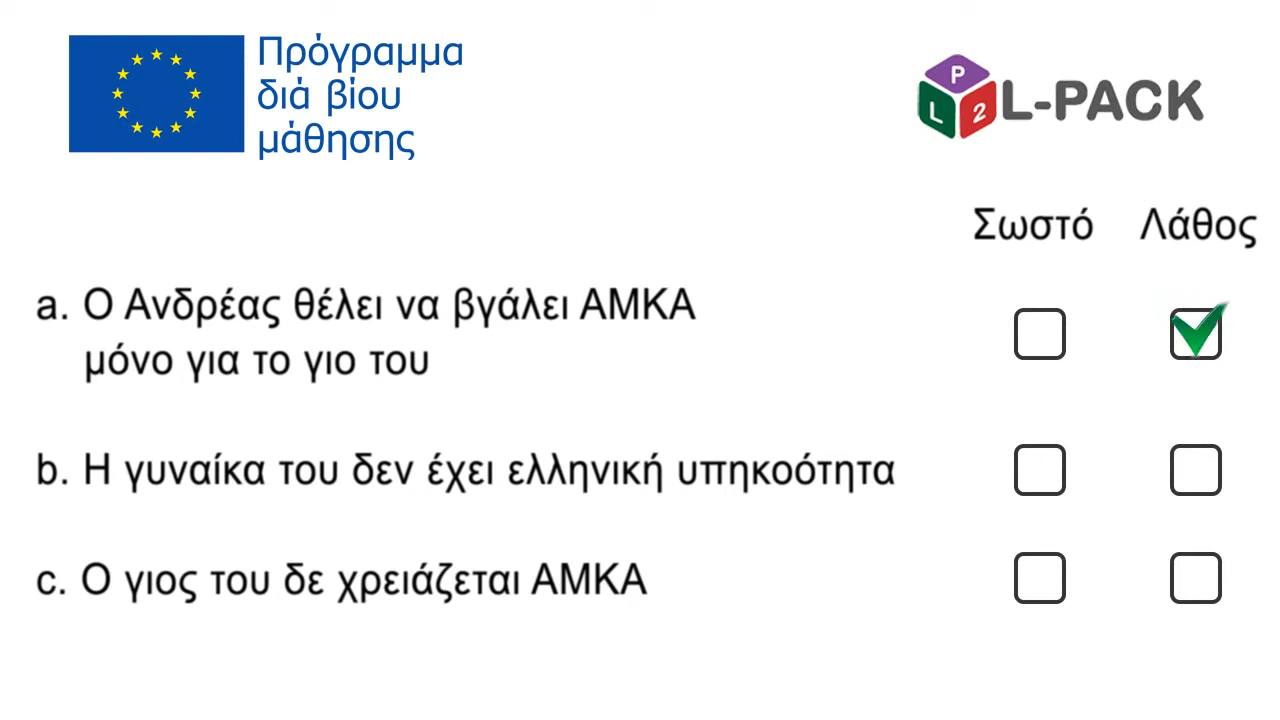 Πρόγραμμα
διά βίου
μάθησης
P
L
2
L-PACK
Σωστό Λάθος
a. Ο Ανδρέας θέλει να βγάλει ΑΜΚΑ
μόνο για το γιο του
b. Η γυναίκα του δεν έχει ελληνική υπηκοότητα
c. Ο γιος του δε χρειάζεται ΑΜΚΑ